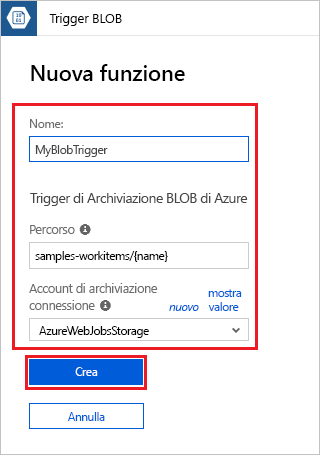 Trigger BLOB
Nuova funzione
Nome:
MyBlobTrigger
Trigger di Archiviazione BLOB di Azure
Percorso
samples-workitems/{name}
Account di archiviazione
connessione
nuovo
mostra
valore
AzureWebJobsStorage
Crea
Annulla